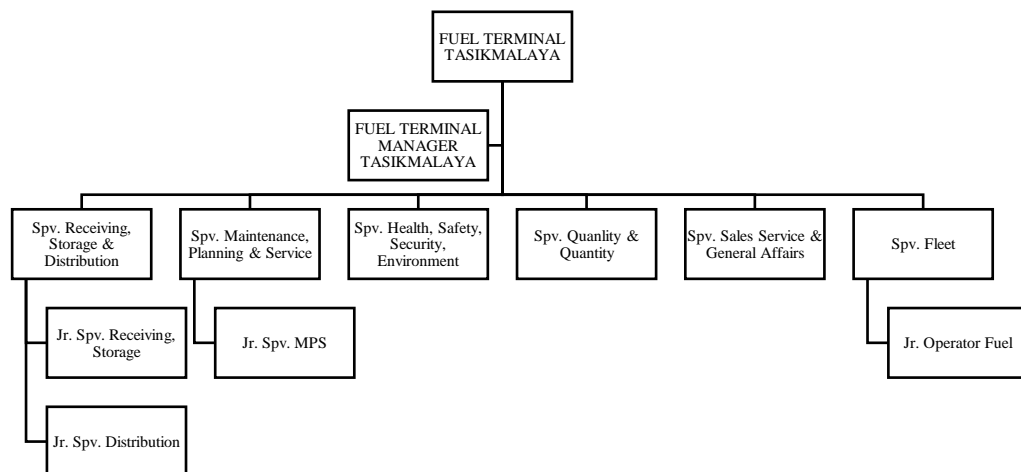 FUEL TERMINAL
TASIKMALAYA
FUEL TERMINAL
MANAGER
TASIKMALAYA
Spv. Receiving,
Storage &
Distribution
Spv. Maintenance,
Planning & Service
Spv. Health, Safety,
Security,
Environment
Spv. Quanlity &
Quantity
Spv. Sales Service &
General Affairs
Spv. Fleet
Jr. Spv. Receiving,
Storage
Jr. Spv. MPS
Jr. Operator Fuel
Jr. Spv. Distribution